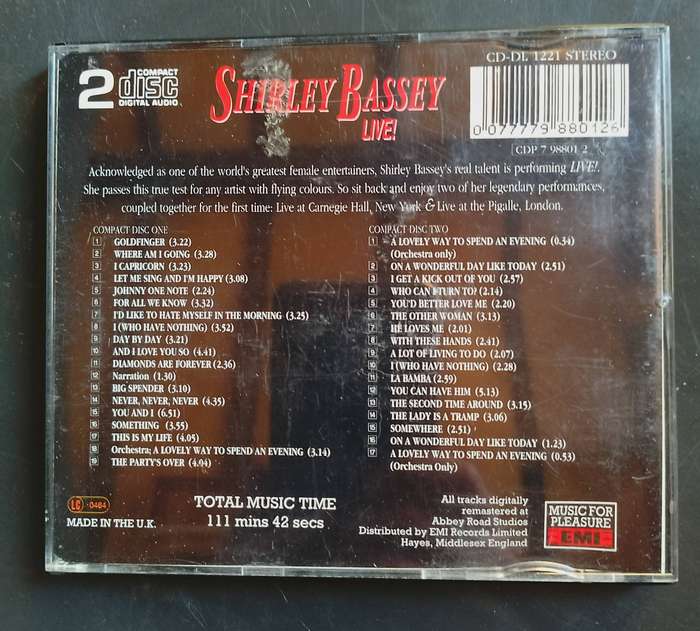 CD-DL 1221 STEREO
2 COMPACT
disc
DIGITAL AUDIO
SHIRLEY BASSEY
LIVE!
0 077779 880126
CDP 7 98801 2
Acknowledged as one of the world's greatest female entertainers, Shirley Bassey's real talent is performing LIVE!.
She passes this true test for any artist with flying colours. So sit back and enjoy two of her legendary performances,
coupled together for the first time: Live at Carnegie Hall, New York & Live at the Pigalle, London.
COMPACT DISC ONE
1 GOLDFINGER (3.22)
2 WHERE AM I GOING (3.28)
3 I CAPRICORN (3.23)
4 LET ME SING AND I'M HAPPY (3.08)
5 JOHNNY ONE NOTE (2.24)
6 FOR ALL WE KNOW (3.32)
7 I'D LIKE TO HATE MYSELF IN THE MORNING (3.25)
8 I (WHO HAVE NOTHING) (3.52)
9 DAY BY DAY (3.21)
10 AND I LOVE YOU SO (4.41)
11 DIAMONDS ARE FOREVER (2.36)
12 Narration (1.30)
13 BIG SPENDER (3.10)
14 NEVER, NEVER, NEVER (4.35)
15 YOU AND I (6.51)
16 SOMETHING (3.55)
17 THIS IS MY LIFE (4.05)
18 Orchestra; A LOVELY WAY TO SPEND AN EVENING (3.14)
19 THE PARTY'S OVER (4.04)
COMPACT DISC TWO
1 A LOVELY WAY TO SPEND AN EVENING (0.34)
(Orchestra only)
2 ON A WONDERFUL DAY LIKE TODAY (2.51)
3 I GET A KICK OUT OF YOU (2.57)
4 WHO CAN I TURN TO? (2.14)
5 YOU'D BETTER LOVE ME (2.20)
6 THE OTHER WOMAN (3.13)
7 HE LOVES ME (2.01)
8 WITH THESE HANDS (2.41)
9 A LOT OF LIVING TO DO (2.07)
10 I (WHO HAVE NOTHING) (2.28)
11 LA BAMBA (2.59)
12 YOU CAN HAVE HIM (5.13)
13 THE SECOND TIME AROUND (3.15)
14 THE LADY IS A TRAMP (3.06)
15 SOMEWHERE (2.51)
16 ON A WONDERFUL DAY LIKE TODAY (1.23)
17 A LOVELY WAY TO SPEND AN EVENING (0.53)
(Orchestra Only)
LC 0464
MADE IN THE U.K.
TOTAL MUSIC TIME
111 mins 42 secs
All tracks digitally
remastered at
Abbey Road Studios
Distributed by EMI Records Limited
Hayes, Middlesex England
MUSIC FOR
PLEASURE
EMI